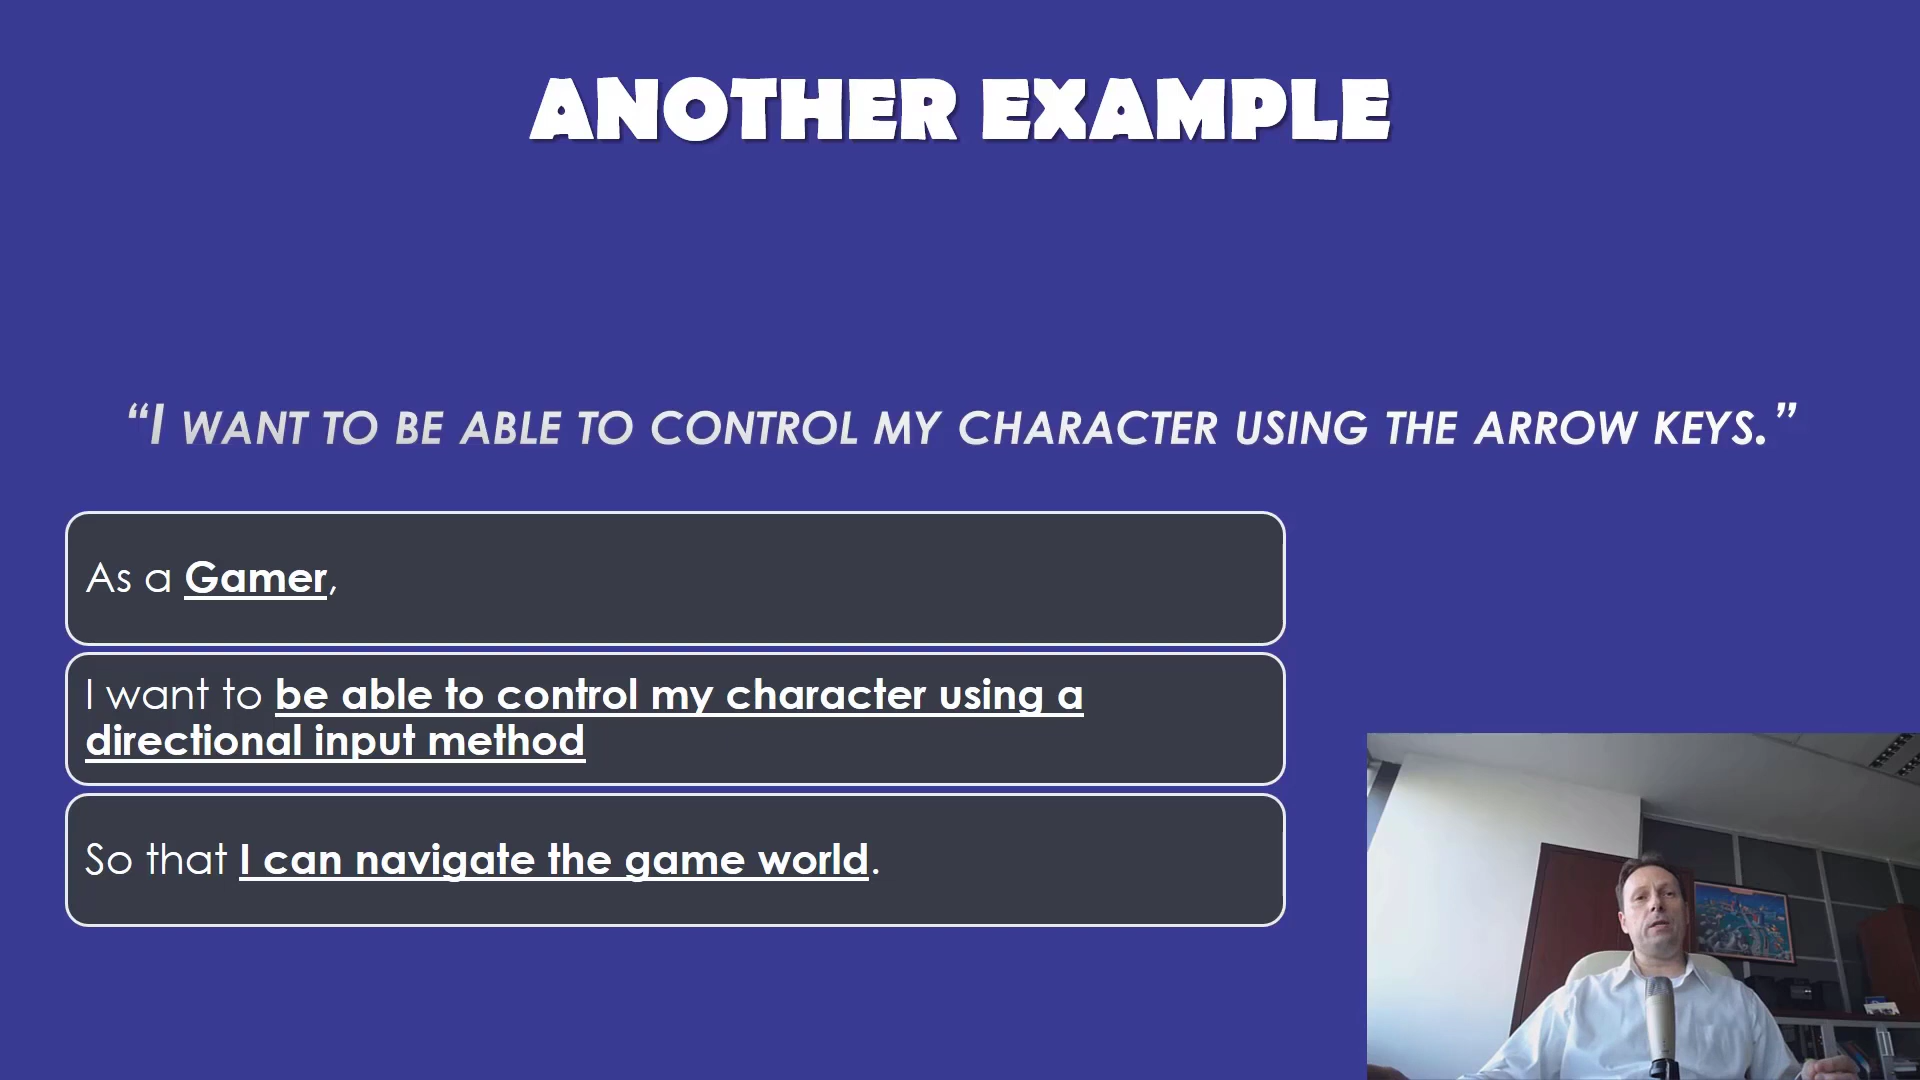 ANOTHER EXAMPLE
“I WANT TO BE ABLE TO CONTROL MY CHARACTER USING THE ARROW KEYS.”
As a Gamer,
I want to be able to control my character using a
directional input method
So that I can navigate the game world.